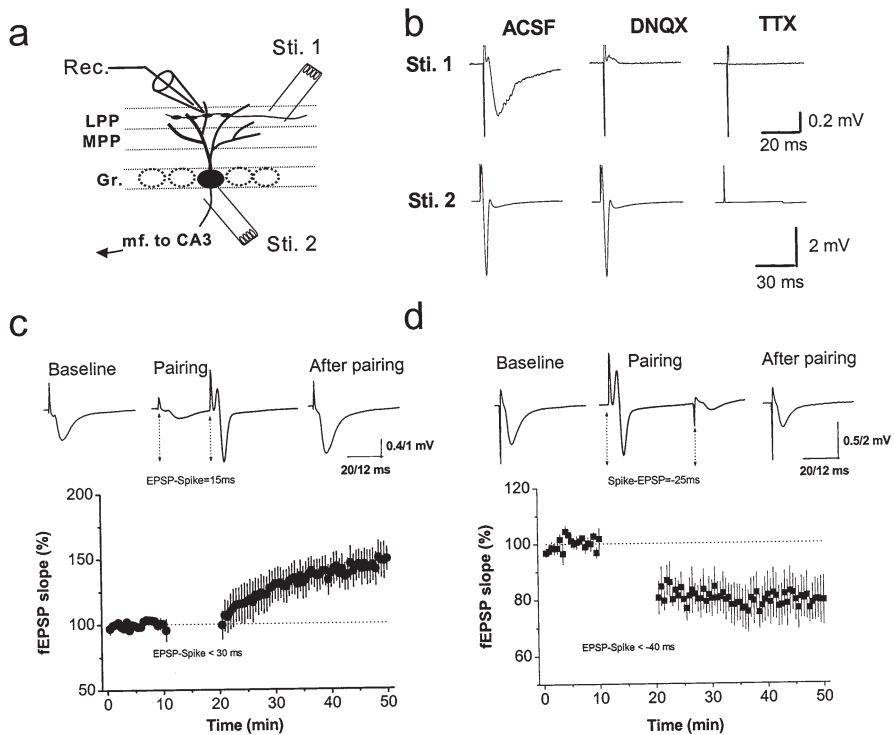 a
Sti. 1
Rec.
LPP
MPP
Gr.
mf. to CA3
Sti. 2
b
ACSF DNQX TTX
Sti. 1
0.2 mV
20 ms
Sti. 2
2 mV
30 ms
c
Baseline Pairing After pairing
0.4/1 mV
20/12 ms
EPSP-Spike=15ms
200
150
100
50
fEPSP slope (%)
EPSP-Spike < 30 ms
0 10 20 30 40 50
Time (min)
d
Baseline Pairing After pairing
0.5/2 mV
20/12 ms
Spike-EPSP=-25ms
120
100
80
60
fEPSP slope (%)
EPSP-Spike < -40 ms
0 10 20 30 40 50
Time (min)